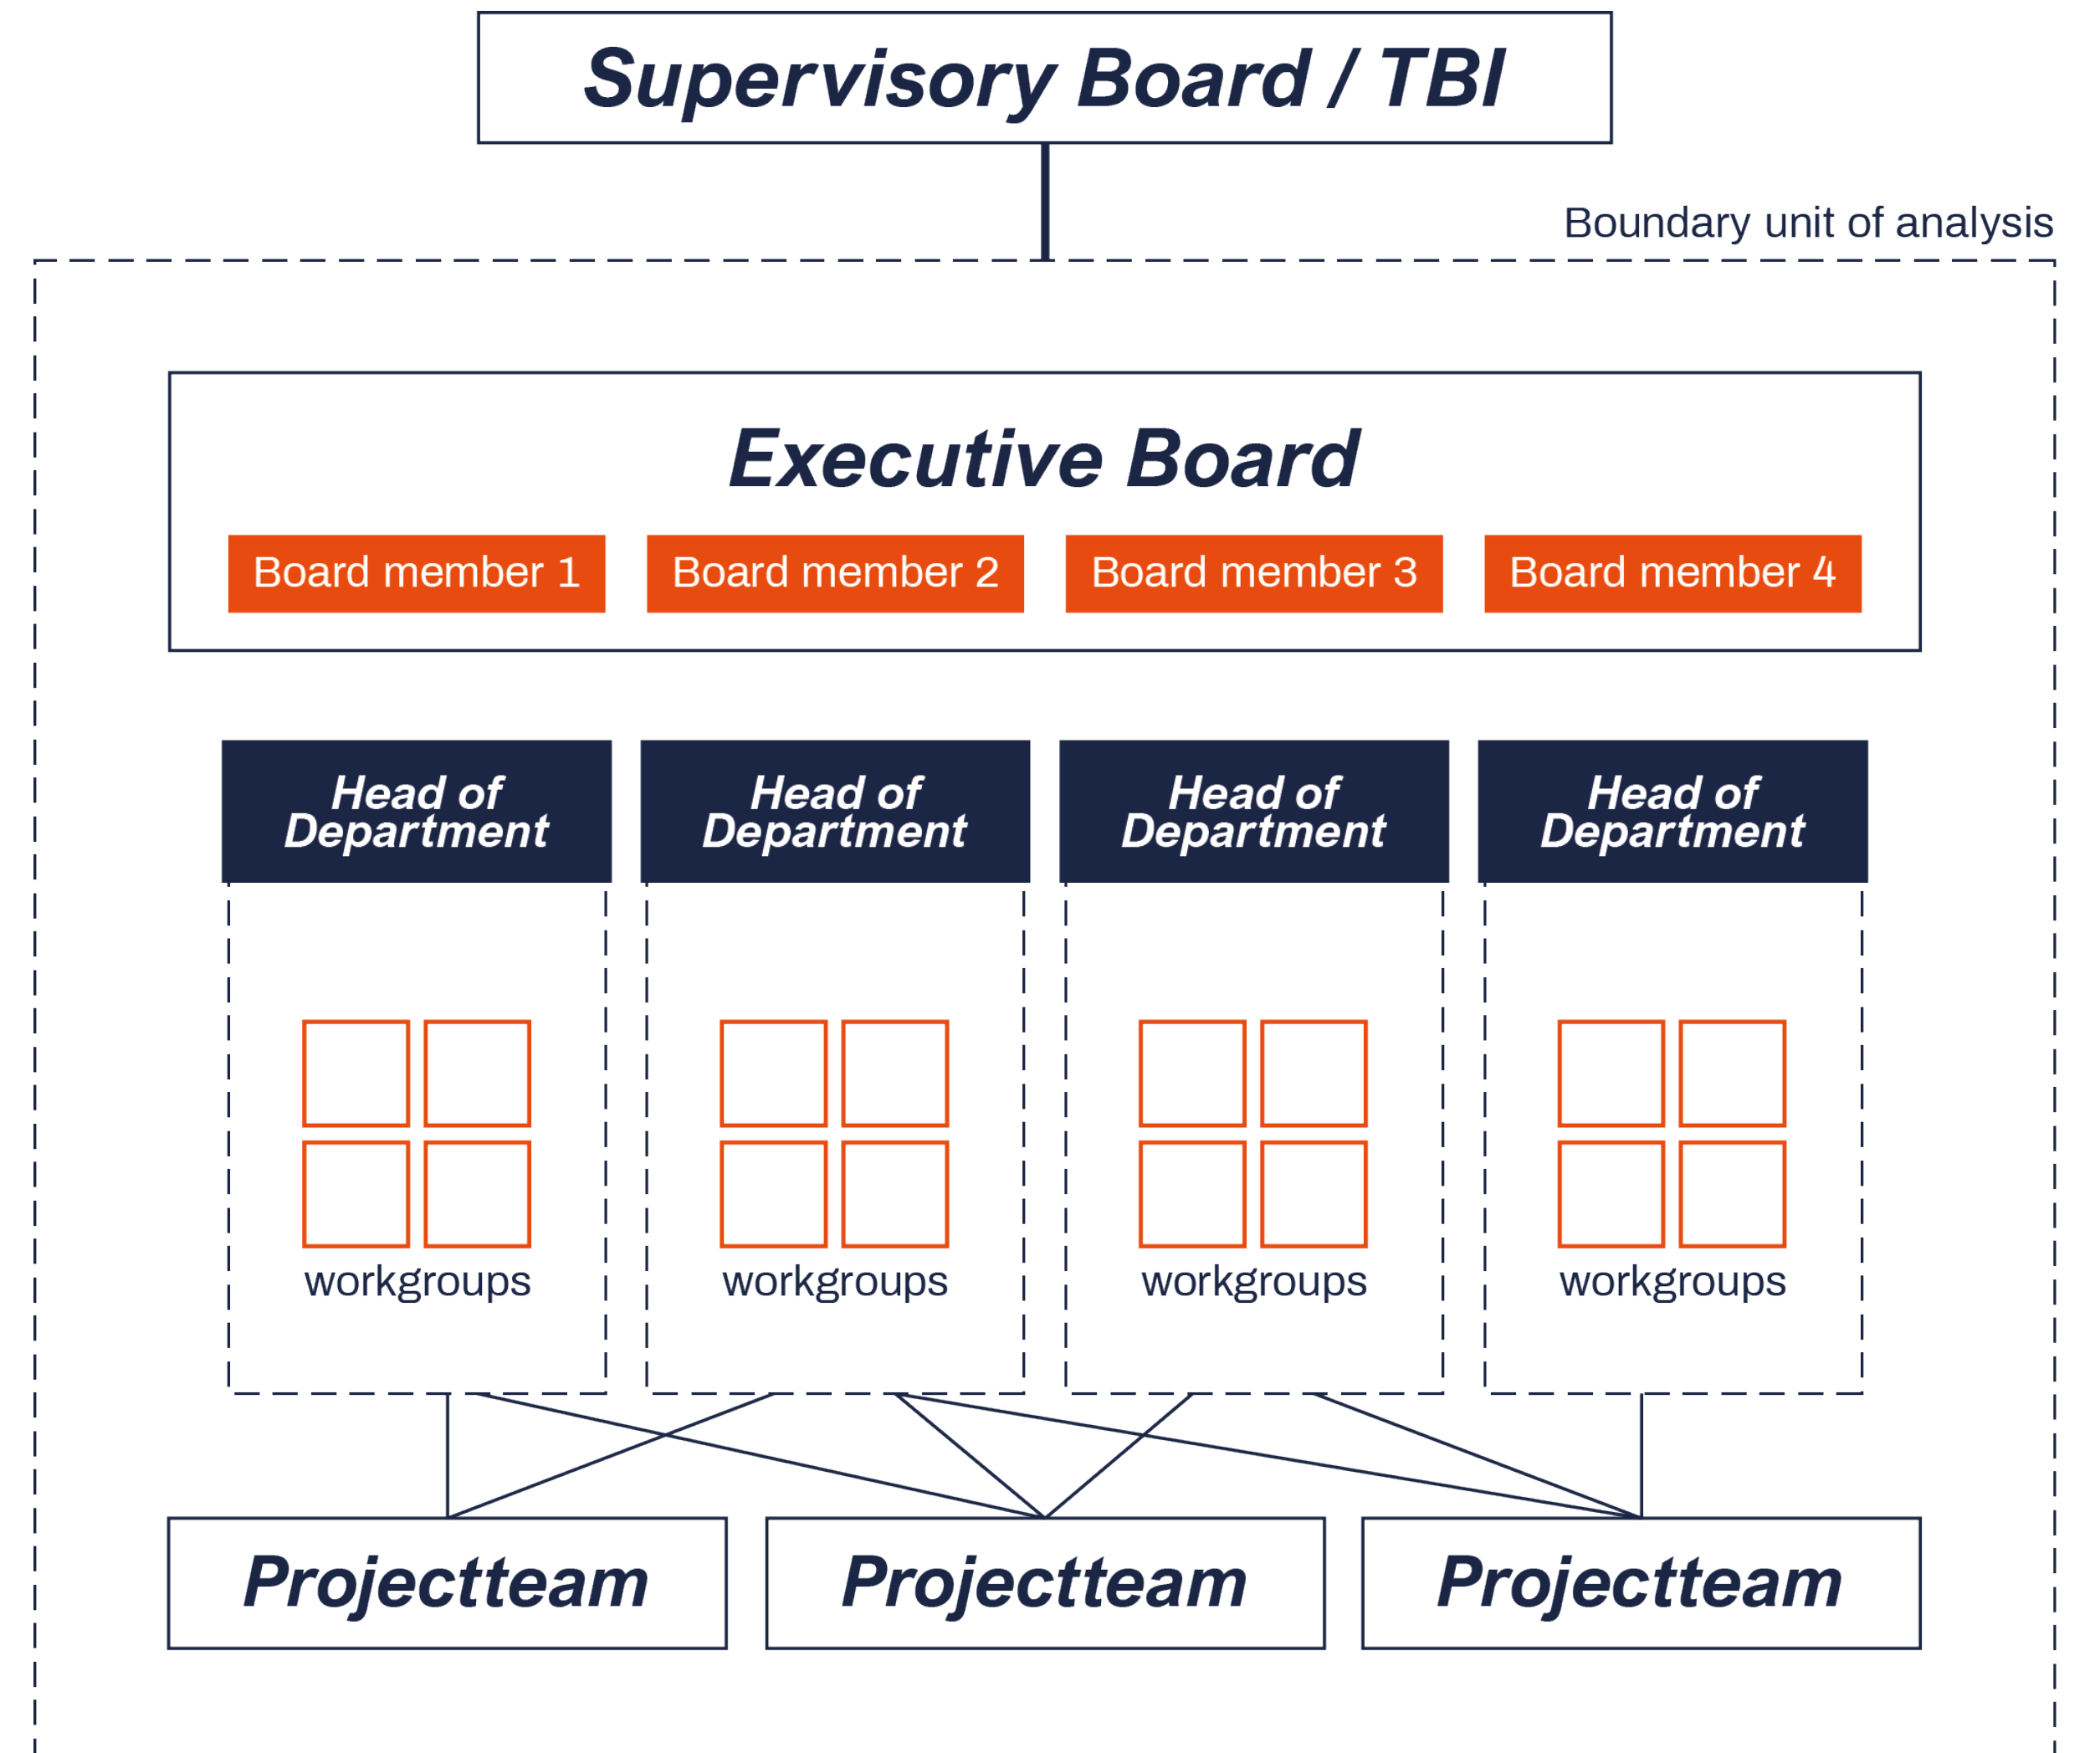 Supervisory Board / TBI
Boundary unit of analysis
Executive Board
Board member 1
Board member 2
Board member 3
Board member 4
Head of
Department
Head of
Department
Head of
Department
Head of
Department
workgroups
workgroups
workgroups
workgroups
Projectteam
Projectteam
Projectteam